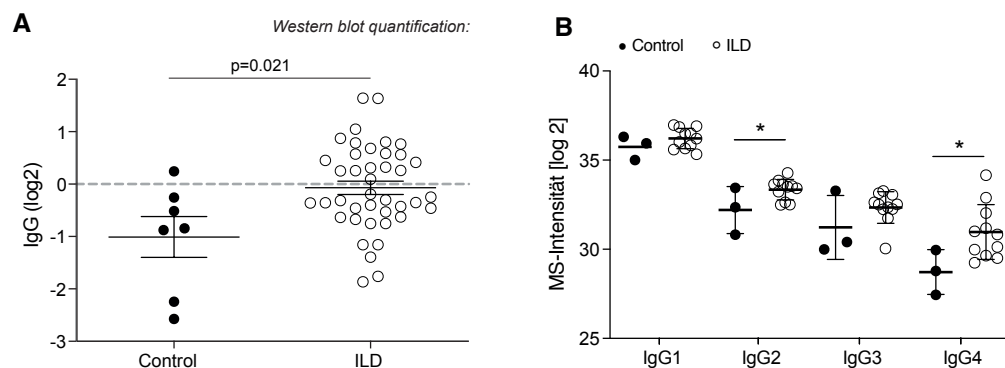 A
Western blot quantification:
p=0.021
2
1
0
-1
-2
-3
IgG (log2)
Control
ILD
B
Control
ILD
40
35
30
25
MS-Intensität [log 2]
*
*
IgG1
IgG2
IgG3
IgG4